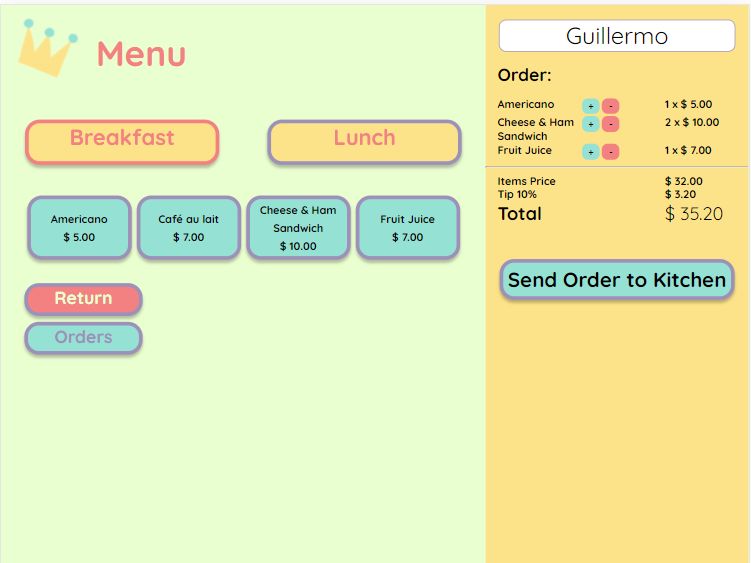 Menu
Breakfast
Lunch
Americano
$ 5.00
Café au lait
$ 7.00
Cheese & Ham
Sandwich
$ 10.00
Fruit Juice
$ 7.00
Return
Orders
Guillermo
Order:
Americano + - 1 x $ 5.00
Cheese & Ham + - 2 x $ 10.00
Sandwich
Fruit Juice + - 1 x $ 7.00
Items Price $ 32.00
Tip 10% $ 3.20
Total $ 35.20
Send Order to Kitchen